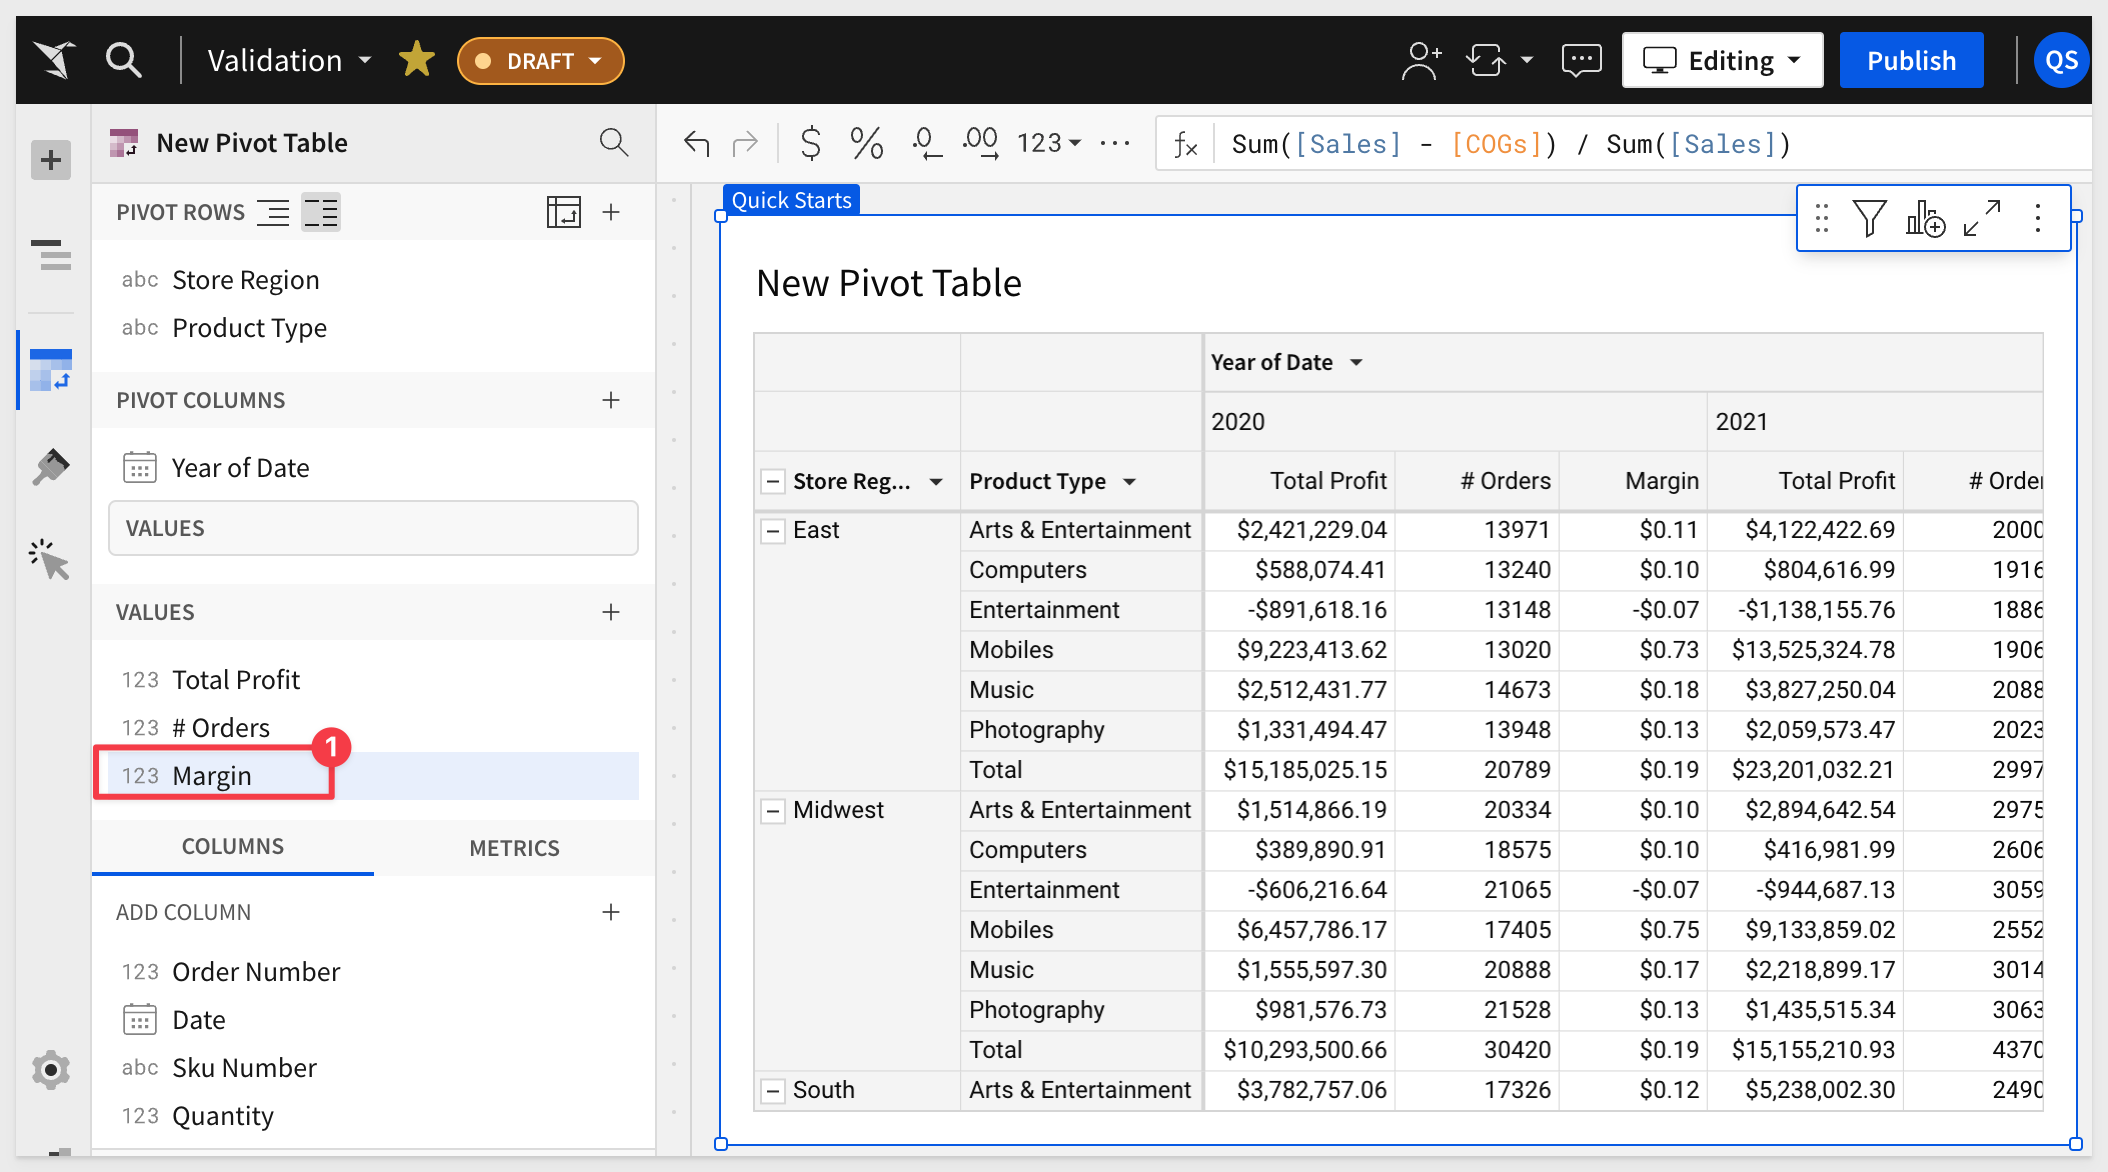 Validation
DRAFT
Editing
Publish
QS
New Pivot Table
$ % .0 .00 123 ...
fx Sum([Sales] - [COGs]) / Sum([Sales])
PIVOT ROWS
abc Store Region
abc Product Type
PIVOT COLUMNS
Year of Date
VALUES
VALUES
123 Total Profit
123 # Orders
1
123 Margin
COLUMNS METRICS
ADD COLUMN
123 Order Number
Date
abc Sku Number
123 Quantity
Quick Starts
New Pivot Table
Year of Date
2020 2021
Store Reg... Product Type Total Profit # Orders Margin Total Profit # Order
East Arts & Entertainment $2,421,229.04 13971 $0.11 $4,122,422.69 2000
Computers $588,074.41 13240 $0.10 $804,616.99 1916
Entertainment -$891,618.16 13148 -$0.07 -$1,138,155.76 1886
Mobiles $9,223,413.62 13020 $0.73 $13,525,324.78 1906
Music $2,512,431.77 14673 $0.18 $3,827,250.04 2088
Photography $1,331,494.47 13948 $0.13 $2,059,573.47 2023
Total $15,185,025.15 20789 $0.19 $23,201,032.21 2997
Midwest Arts & Entertainment $1,514,866.19 20334 $0.10 $2,894,642.54 2975
Computers $389,890.91 18575 $0.10 $416,981.99 2606
Entertainment -$606,216.64 21065 -$0.07 -$944,687.13 3059
Mobiles $6,457,786.17 17405 $0.75 $9,133,859.02 2552
Music $1,555,597.30 20888 $0.17 $2,218,899.17 3014
Photography $981,576.73 21528 $0.13 $1,435,515.34 3063
Total $10,293,500.66 30420 $0.19 $15,155,210.93 4370
South Arts & Entertainment $3,782,757.06 17326 $0.12 $5,238,002.30 2490